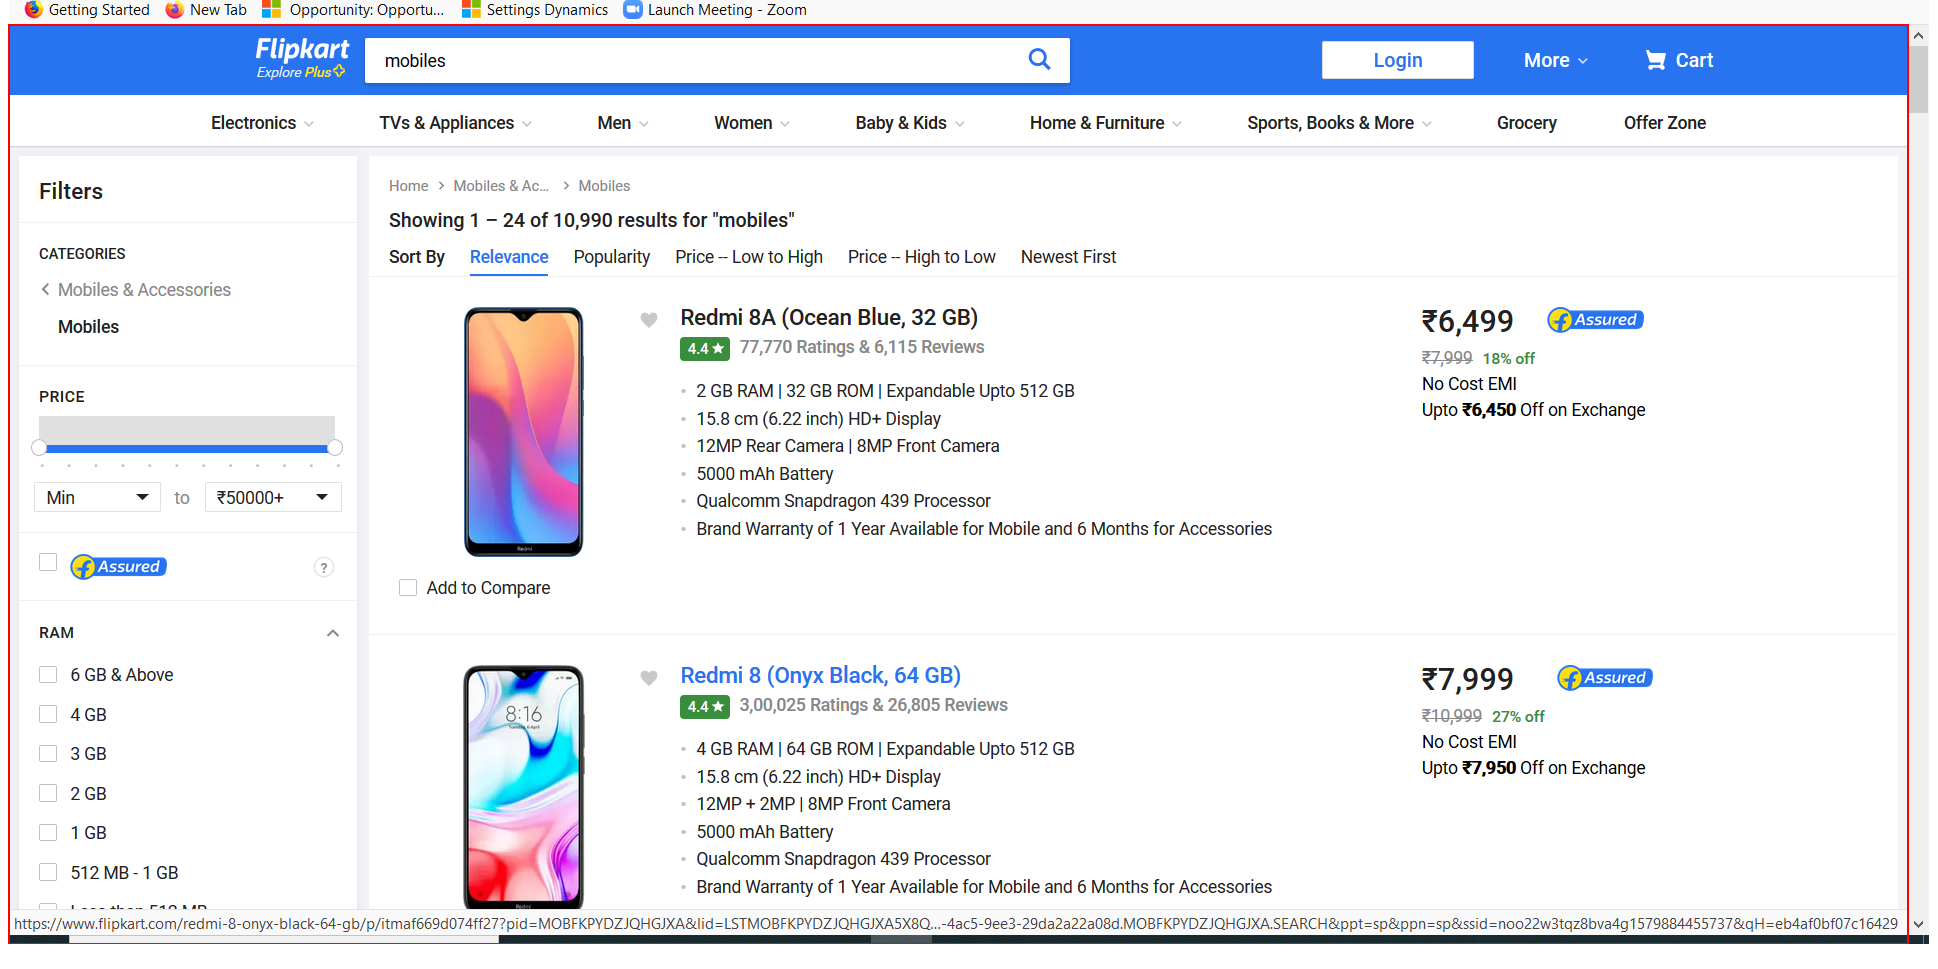 Getting Started New Tab Opportunity: Opportu... Settings Dynamics Launch Meeting - Zoom
Flipkart
Explore Plus
mobiles
Login More Cart
Electronics TVs & Appliances Men Women Baby & Kids Home & Furniture Sports, Books & More Grocery Offer Zone
Filters
CATEGORIES
Mobiles & Accessories
Mobiles
PRICE
Min to ₹50000+
f Assured ?
RAM
6 GB & Above
4 GB
3 GB
2 GB
1 GB
512 MB - 1 GB
Less than 512 MB
Home Mobiles & Ac... Mobiles
Showing 1 – 24 of 10,990 results for "mobiles"
Sort By Relevance Popularity Price -- Low to High Price -- High to Low Newest First
Redmi
Add to Compare
Redmi 8A (Ocean Blue, 32 GB)
4.4 ★ 77,770 Ratings & 6,115 Reviews
2 GB RAM | 32 GB ROM | Expandable Upto 512 GB
15.8 cm (6.22 inch) HD+ Display
12MP Rear Camera | 8MP Front Camera
5000 mAh Battery
Qualcomm Snapdragon 439 Processor
Brand Warranty of 1 Year Available for Mobile and 6 Months for Accessories
₹6,499 f Assured
₹7,999 18% off
No Cost EMI
Upto ₹6,450 Off on Exchange
8:16
Redmi
Redmi 8 (Onyx Black, 64 GB)
4.4 ★ 3,00,025 Ratings & 26,805 Reviews
4 GB RAM | 64 GB ROM | Expandable Upto 512 GB
15.8 cm (6.22 inch) HD+ Display
12MP + 2MP | 8MP Front Camera
5000 mAh Battery
Qualcomm Snapdragon 439 Processor
Brand Warranty of 1 Year Available for Mobile and 6 Months for Accessories
₹7,999 f Assured
₹10,999 27% off
No Cost EMI
Upto ₹7,950 Off on Exchange
https://www.flipkart.com/redmi-8-onyx-black-64-gb/p/itmaf669d074ff27?pid=MOBFKPYDZJQHGJXA&lid=LSTMOBFKPYDZJQHGJXA5X8Q...-4ac5-9ee3-29da2a22a08d.MOBFKPYDZJQHGJXA.SEARCH&ppt=sp&ppn=sp&ssid=noo22w3tqz8bva4g1579884455737&qH=eb4af0bf07c16429